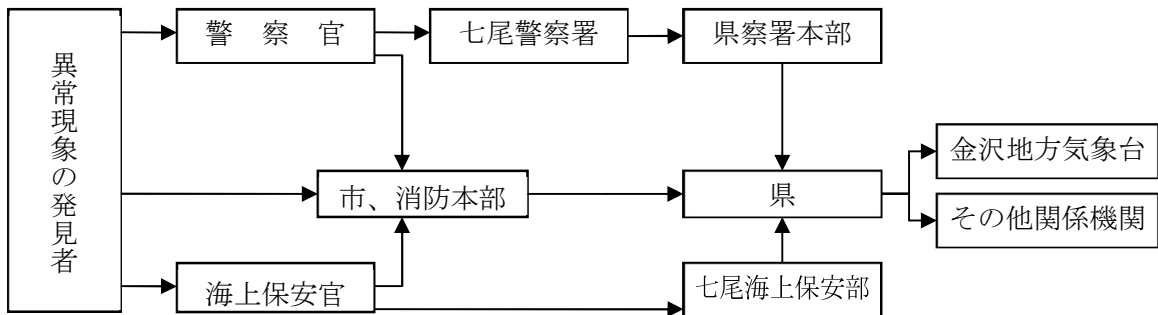 異常現象の発見者
警察官
七尾警察署
県察署本部
市、消防本部
県
金沢地方気象台
その他関係機関
海上保安官
七尾海上保安部